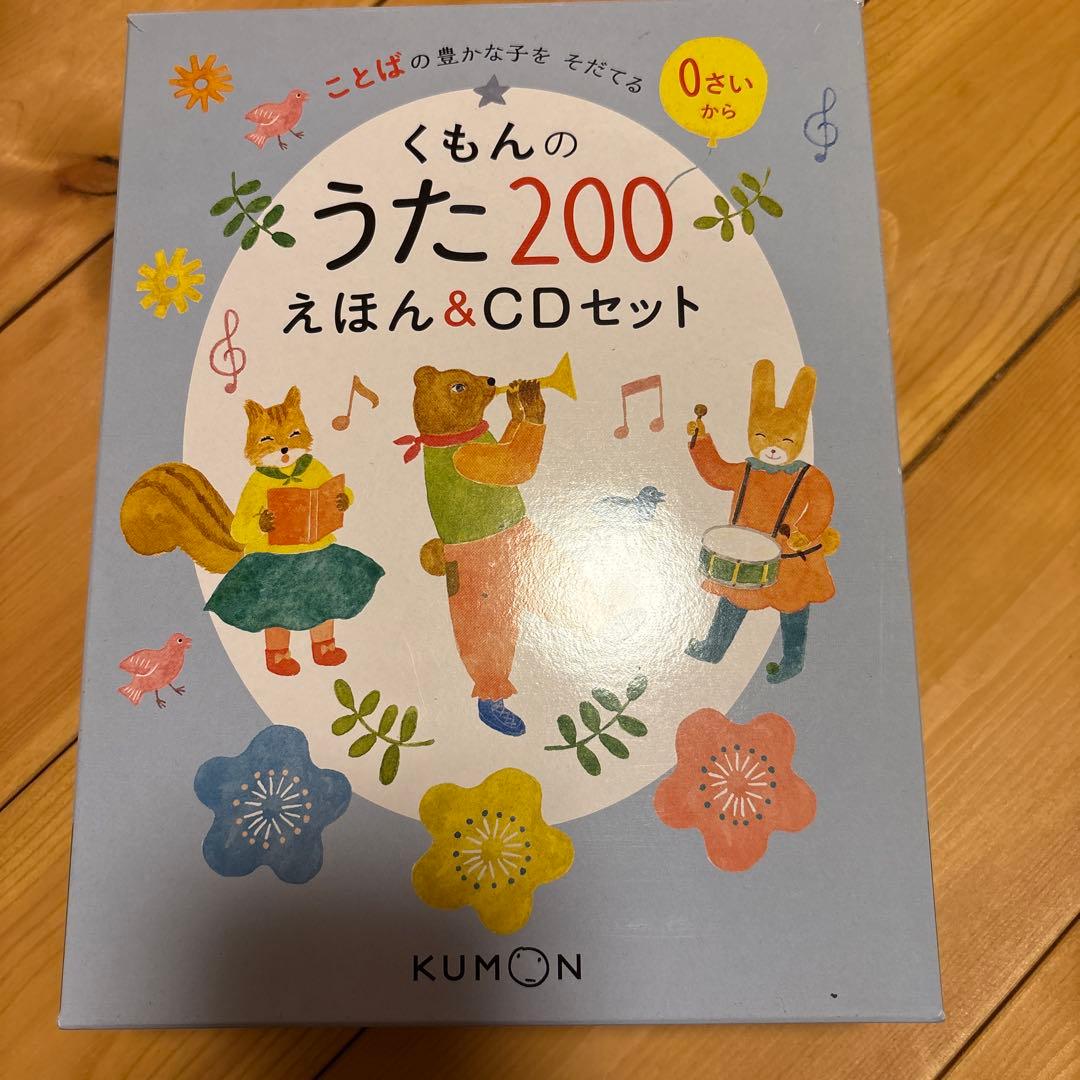 ことばの豊かな子を そだてる
0さい
から
くもんの
うた200
えほん&CDセット
KUMON